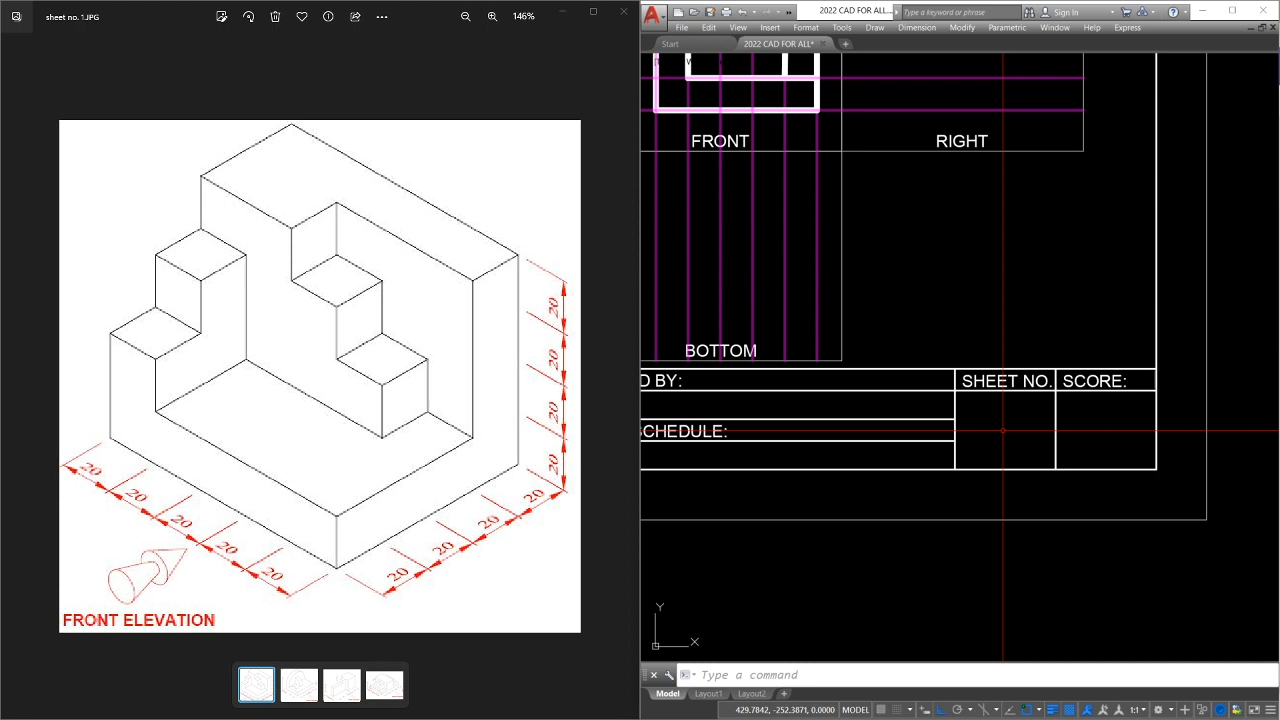 sheet no. 1.JPG
146%
20
20
20
20
20
20
20
20
20
20
20
20
20
FRONT ELEVATION
2022 CAD FOR ALL...
Type a keyword or phrase
Sign In
File Edit View Insert Format Tools Draw Dimension Modify Parametric Window Help Express
Start
2022 CAD FOR ALL*
FRONT
RIGHT
BOTTOM
D BY:
SHEET NO.
SCORE:
SCHEDULE:
Y
X
Type a command
Model Layout1 Layout2
429.7842, -252.3871, 0.0000 MODEL
1:1